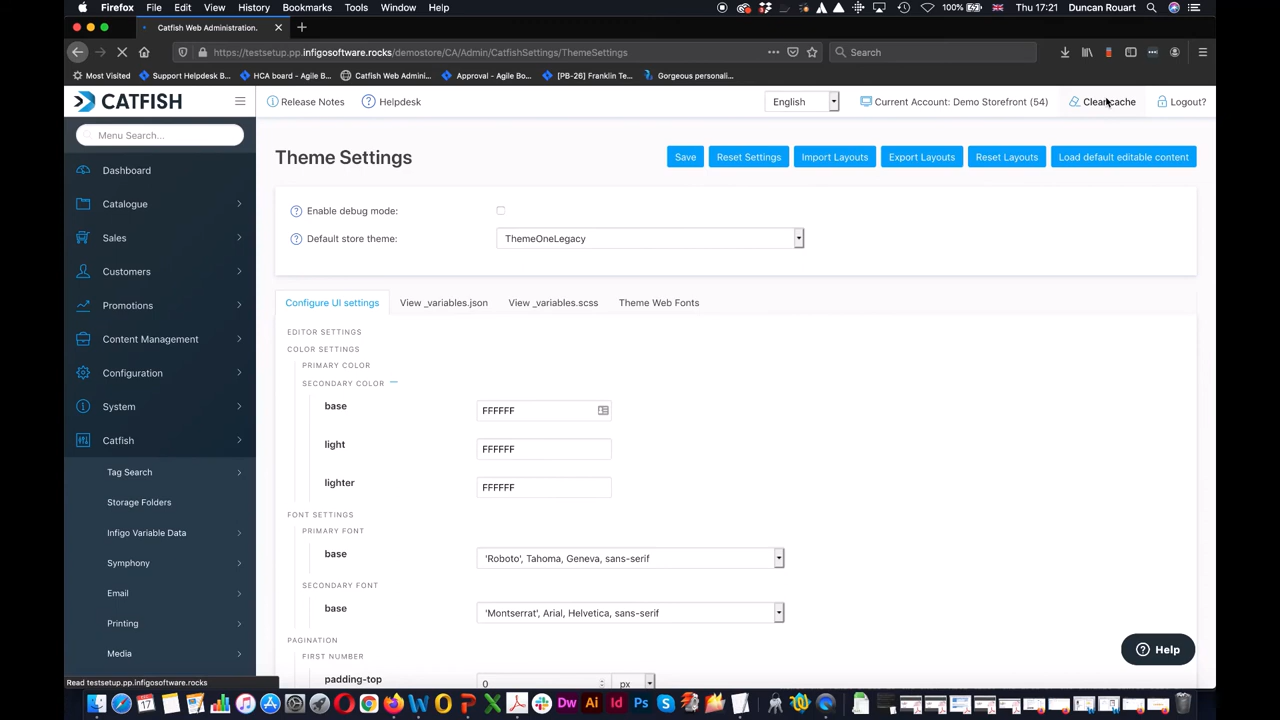 Firefox File Edit View History Bookmarks Tools Window Help 100% Thu 17:21 Duncan Rouart
Catfish Web Administration.
https://testsetup.pp.infigosoftware.rocks/demostore/CA/Admin/CatfishSettings/ThemeSettings Search
Most Visited Support Helpdesk B... HCA board - Agile B... Catfish Web Admini... Approval - Agile Bo... [PB-26] Franklin Te... Gorgeous personali...
CATFISH Release Notes Helpdesk English Current Account: Demo Storefront (54) Clear cache Logout?
Menu Search...
Theme Settings Save Reset Settings Import Layouts Export Layouts Reset Layouts Load default editable content
Dashboard
Catalogue
Sales
Customers
Promotions
Content Management
Configuration
System
Catfish
Tag Search
Storage Folders
Infigo Variable Data
Symphony
Email
Printing
Media
Enable debug mode:
Default store theme: ThemeOneLegacy
Configure UI settings View _variables.json View _variables.scss Theme Web Fonts
EDITOR SETTINGS
COLOR SETTINGS
PRIMARY COLOR
SECONDARY COLOR
base FFFFFF
light FFFFFF
lighter FFFFFF
FONT SETTINGS
PRIMARY FONT
base 'Roboto', Tahoma, Geneva, sans-serif
SECONDARY FONT
base 'Montserrat', Arial, Helvetica, sans-serif
PAGINATION
FIRST NUMBER
padding-top 0 px
Help
Read testsetup.pp.infigosoftware.rocks